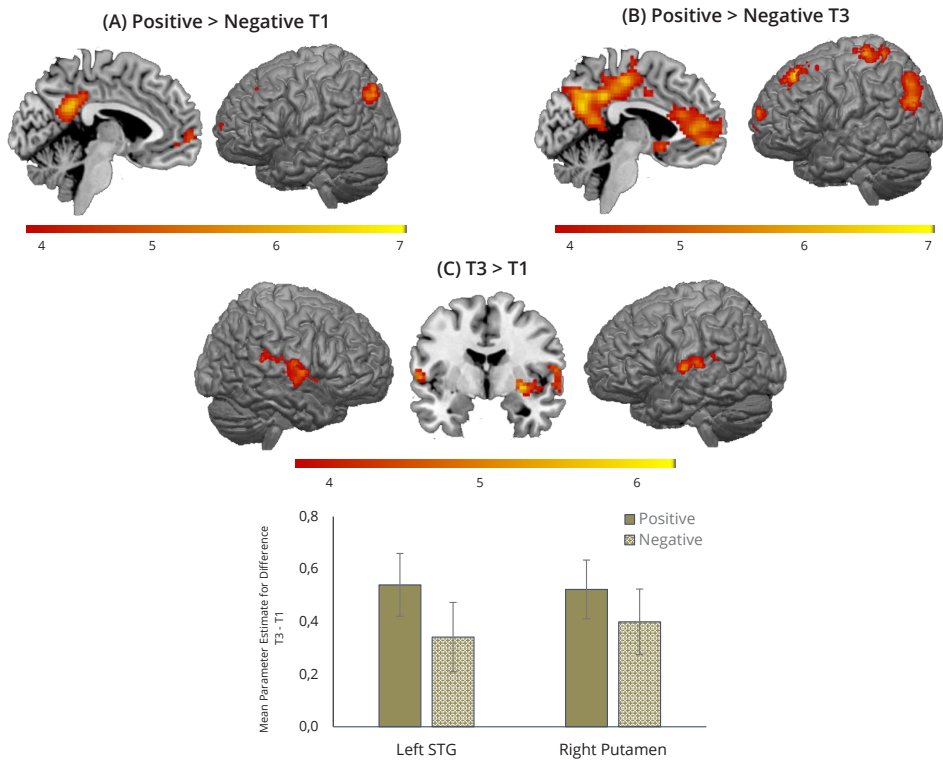 (A) Positive > Negative T1
(B) Positive > Negative T3
4 5 6 7
4 5 6 7
(C) T3 > T1
4 5 6
Mean Parameter Estimate for Difference
T3 - T1
0,8
0,6
0,4
0,2
0,0
Positive
Negative
Left STG
Right Putamen